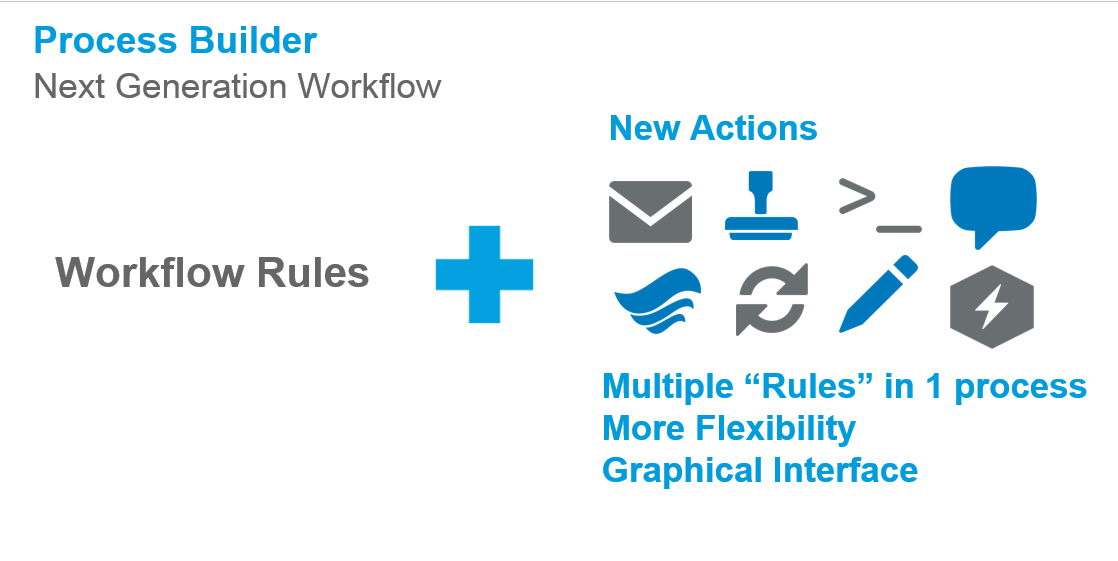 Process Builder
Next Generation Workflow
New Actions
Workflow Rules
Multiple “Rules” in 1 process
More Flexibility
Graphical Interface